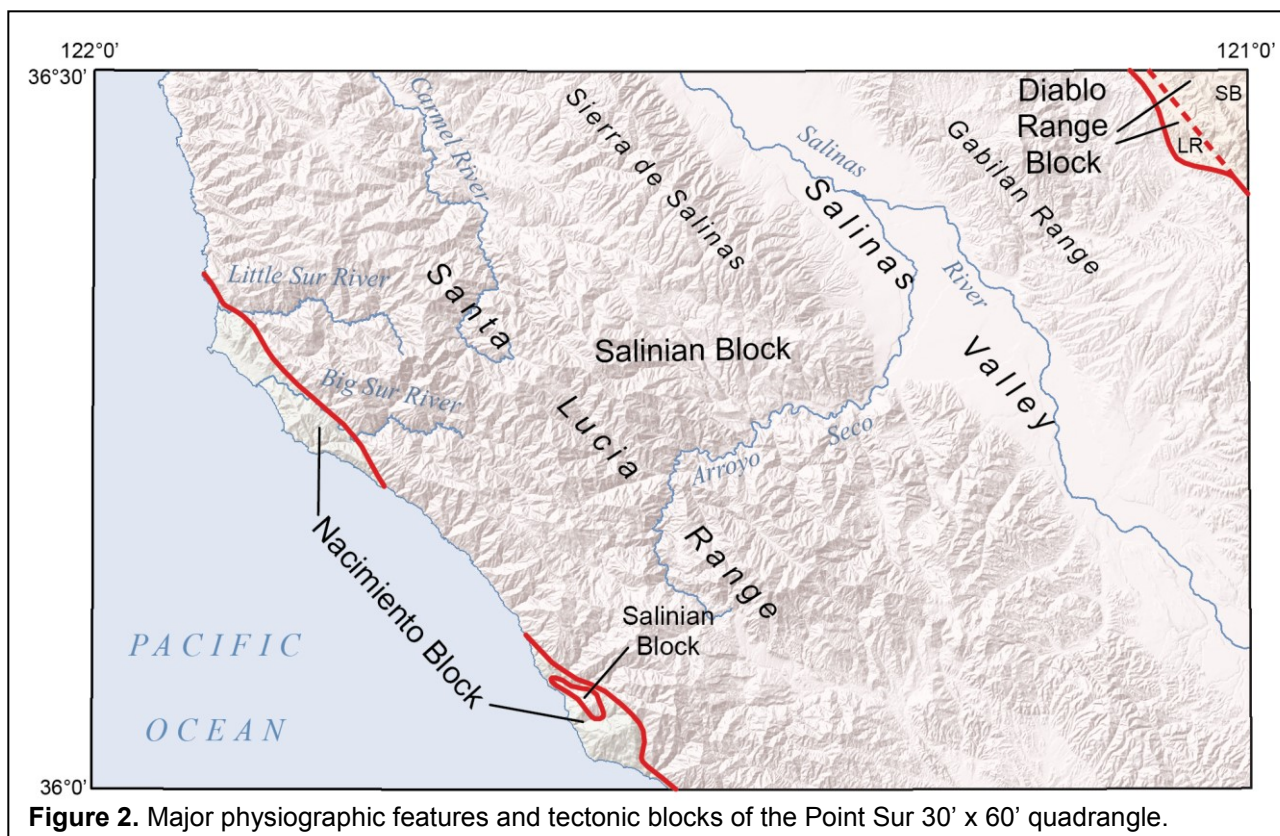 122°0'
121°0'
36°30'
Carmel River
Sierra de Salinas
Salinas
River
Salinas
Valley
Gabilan Range
Diablo
Range
Block
SB
LR
Little Sur River
Big Sur River
Santa
Lucia
Range
Salinian Block
Arroyo
Seco
Nacimiento Block
Salinian
Block
PACIFIC
OCEAN
36°0'
Figure 2. Major physiographic features and tectonic blocks of the Point Sur 30’ x 60’ quadrangle.